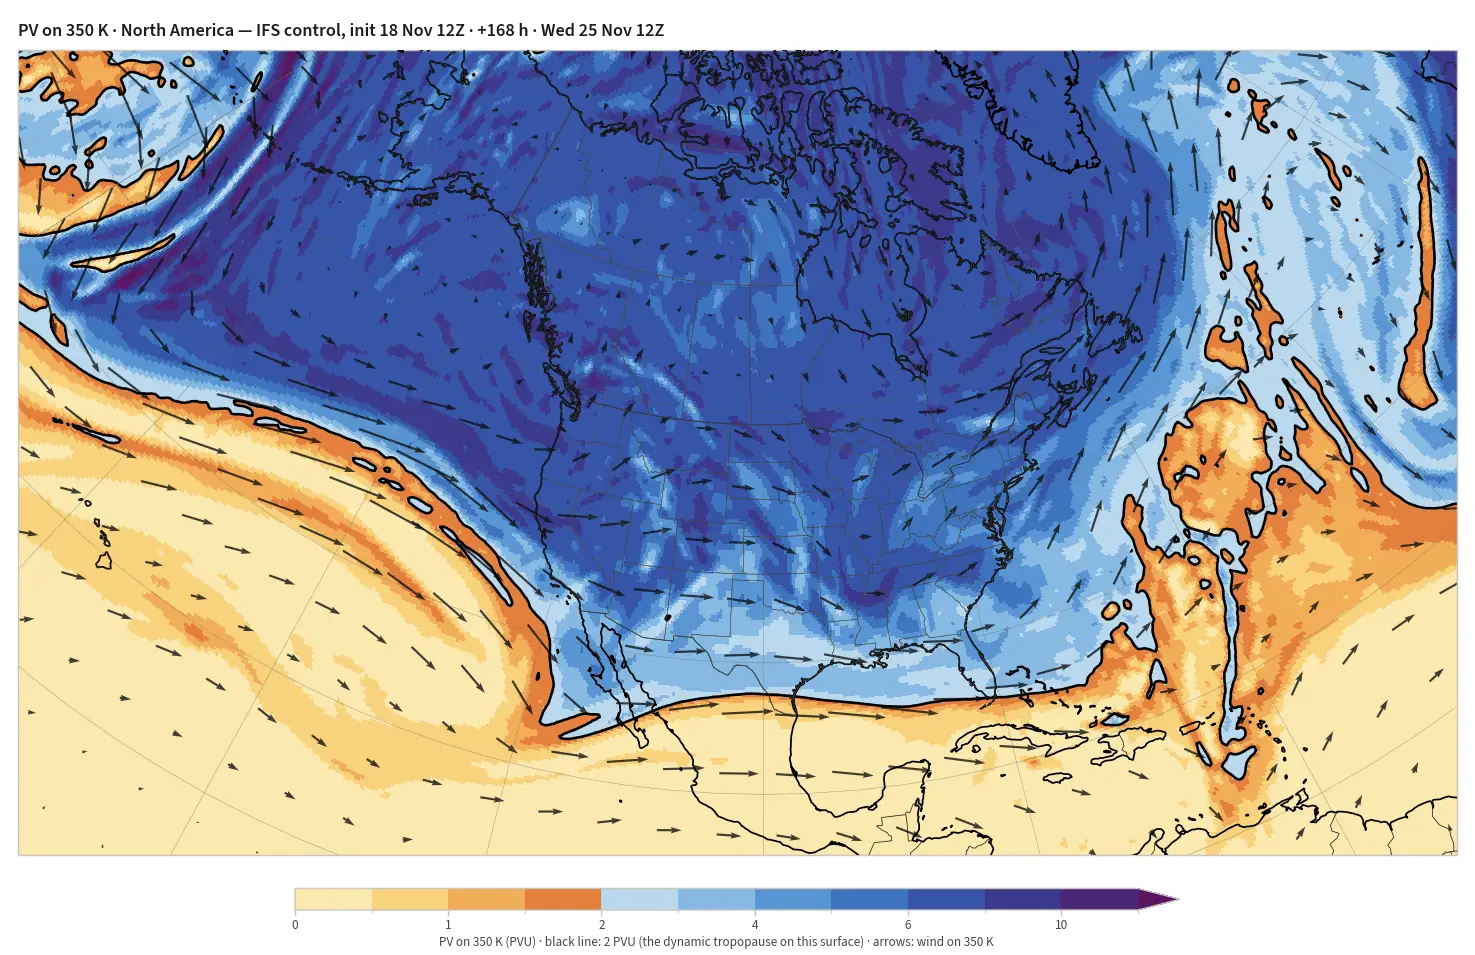 PV on 350 K · North America — IFS control, init 18 Nov 12Z · +168 h · Wed 25 Nov 12Z
0 1 2 4 6 10
PV on 350 K (PVU) · black line: 2 PVU (the dynamic tropopause on this surface) · arrows: wind on 350 K